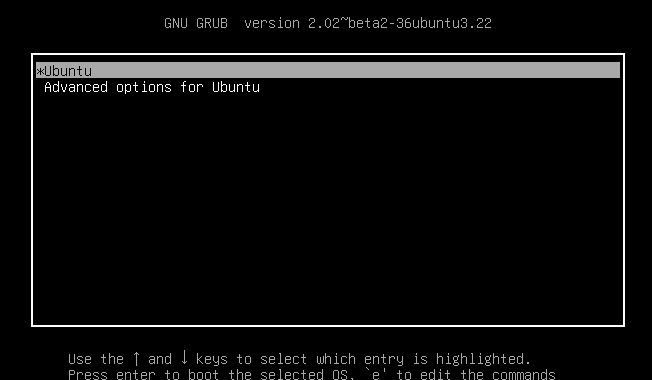 GNU GRUB  version 2.02~beta2-36ubuntu3.22
*Ubuntu
Advanced options for Ubuntu
Use the ↑ and ↓ keys to select which entry is highlighted.
Press enter to boot the selected OS, `e' to edit the commands